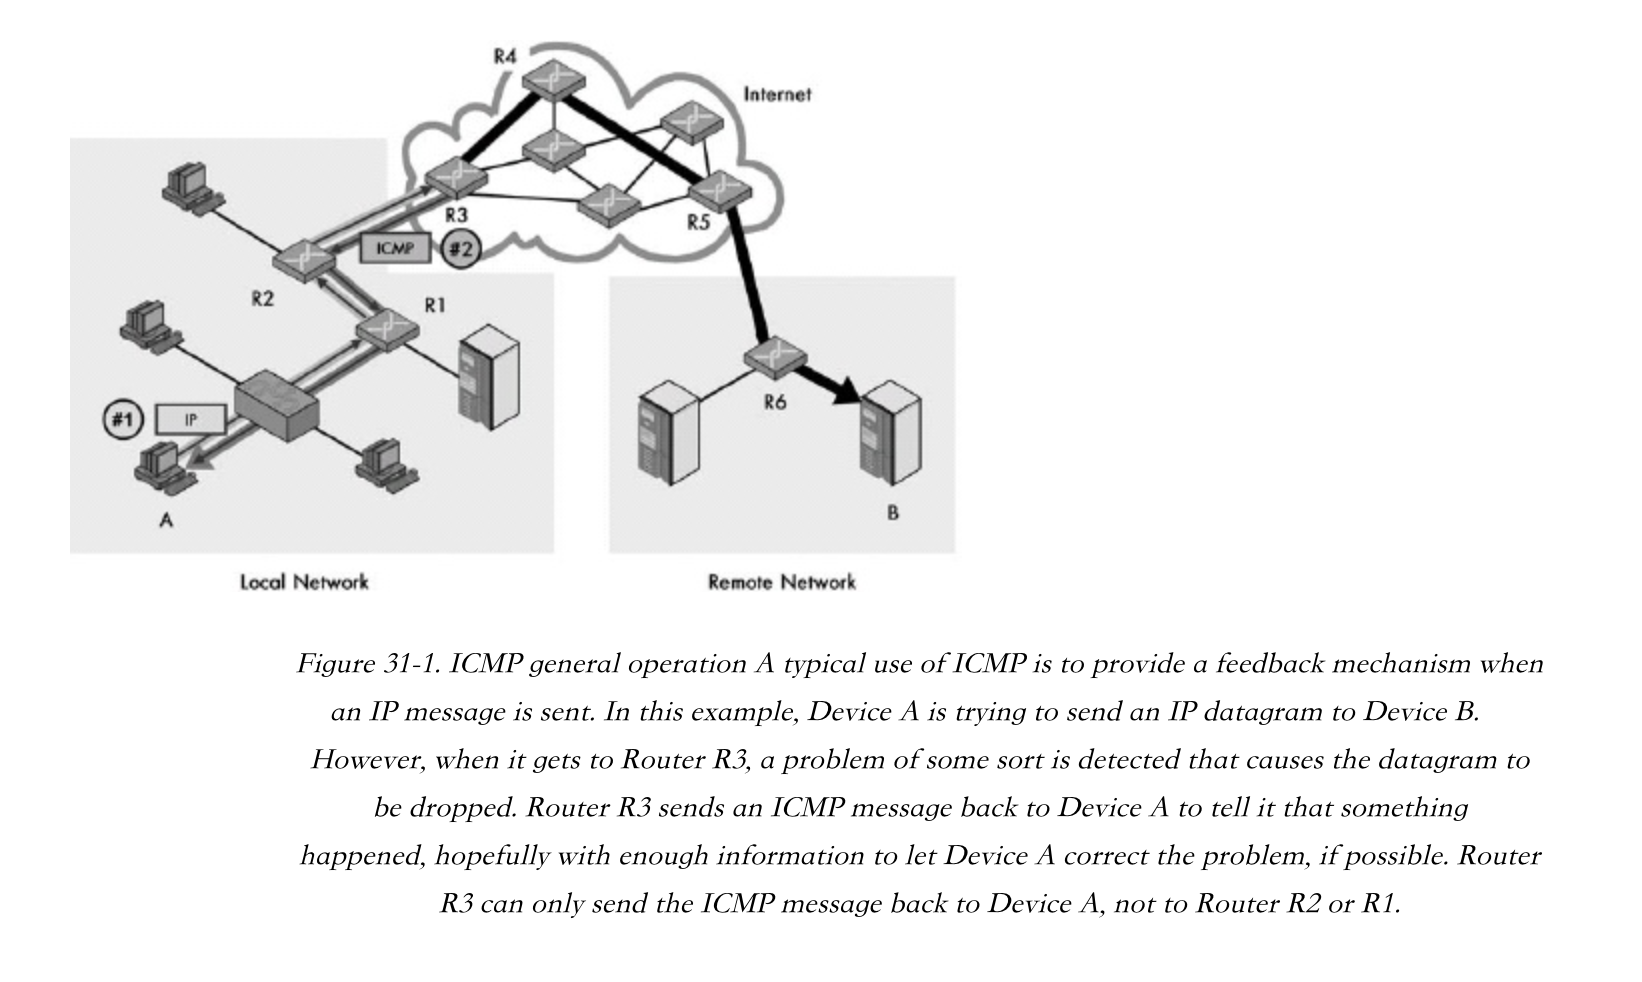 R4
Internet
R3
ICMP
#2
R5
R2
R1
#1
IP
R6
A
B
Local Network
Remote Network
Figure 31-1. ICMP general operation A typical use of ICMP is to provide a feedback mechanism when
an IP message is sent. In this example, Device A is trying to send an IP datagram to Device B.
However, when it gets to Router R3, a problem of some sort is detected that causes the datagram to
be dropped. Router R3 sends an ICMP message back to Device A to tell it that something
happened, hopefully with enough information to let Device A correct the problem, if possible. Router
R3 can only send the ICMP message back to Device A, not to Router R2 or R1.